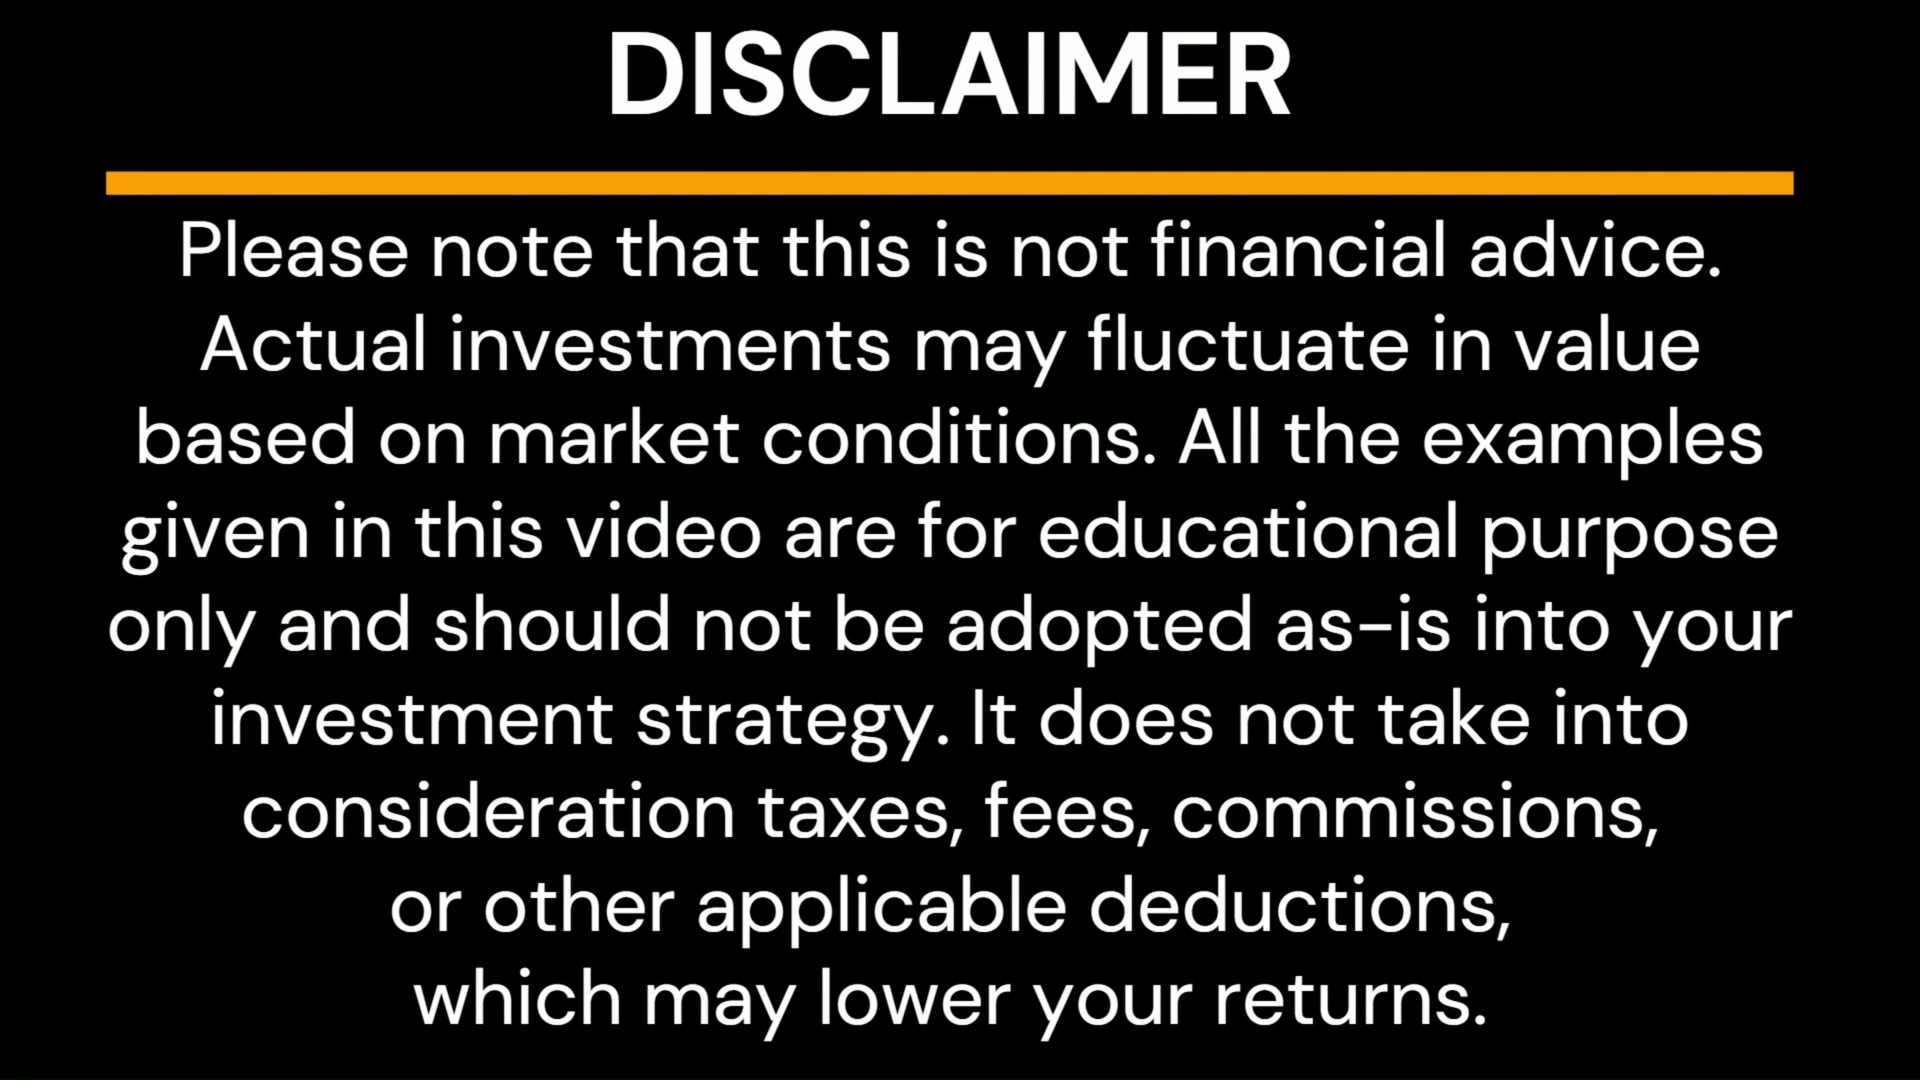 DISCLAIMER
Please note that this is not financial advice.
Actual investments may fluctuate in value
based on market conditions. All the examples
given in this video are for educational purpose
only and should not be adopted as-is into your
investment strategy. It does not take into
consideration taxes, fees, commissions,
or other applicable deductions,
which may lower your returns.